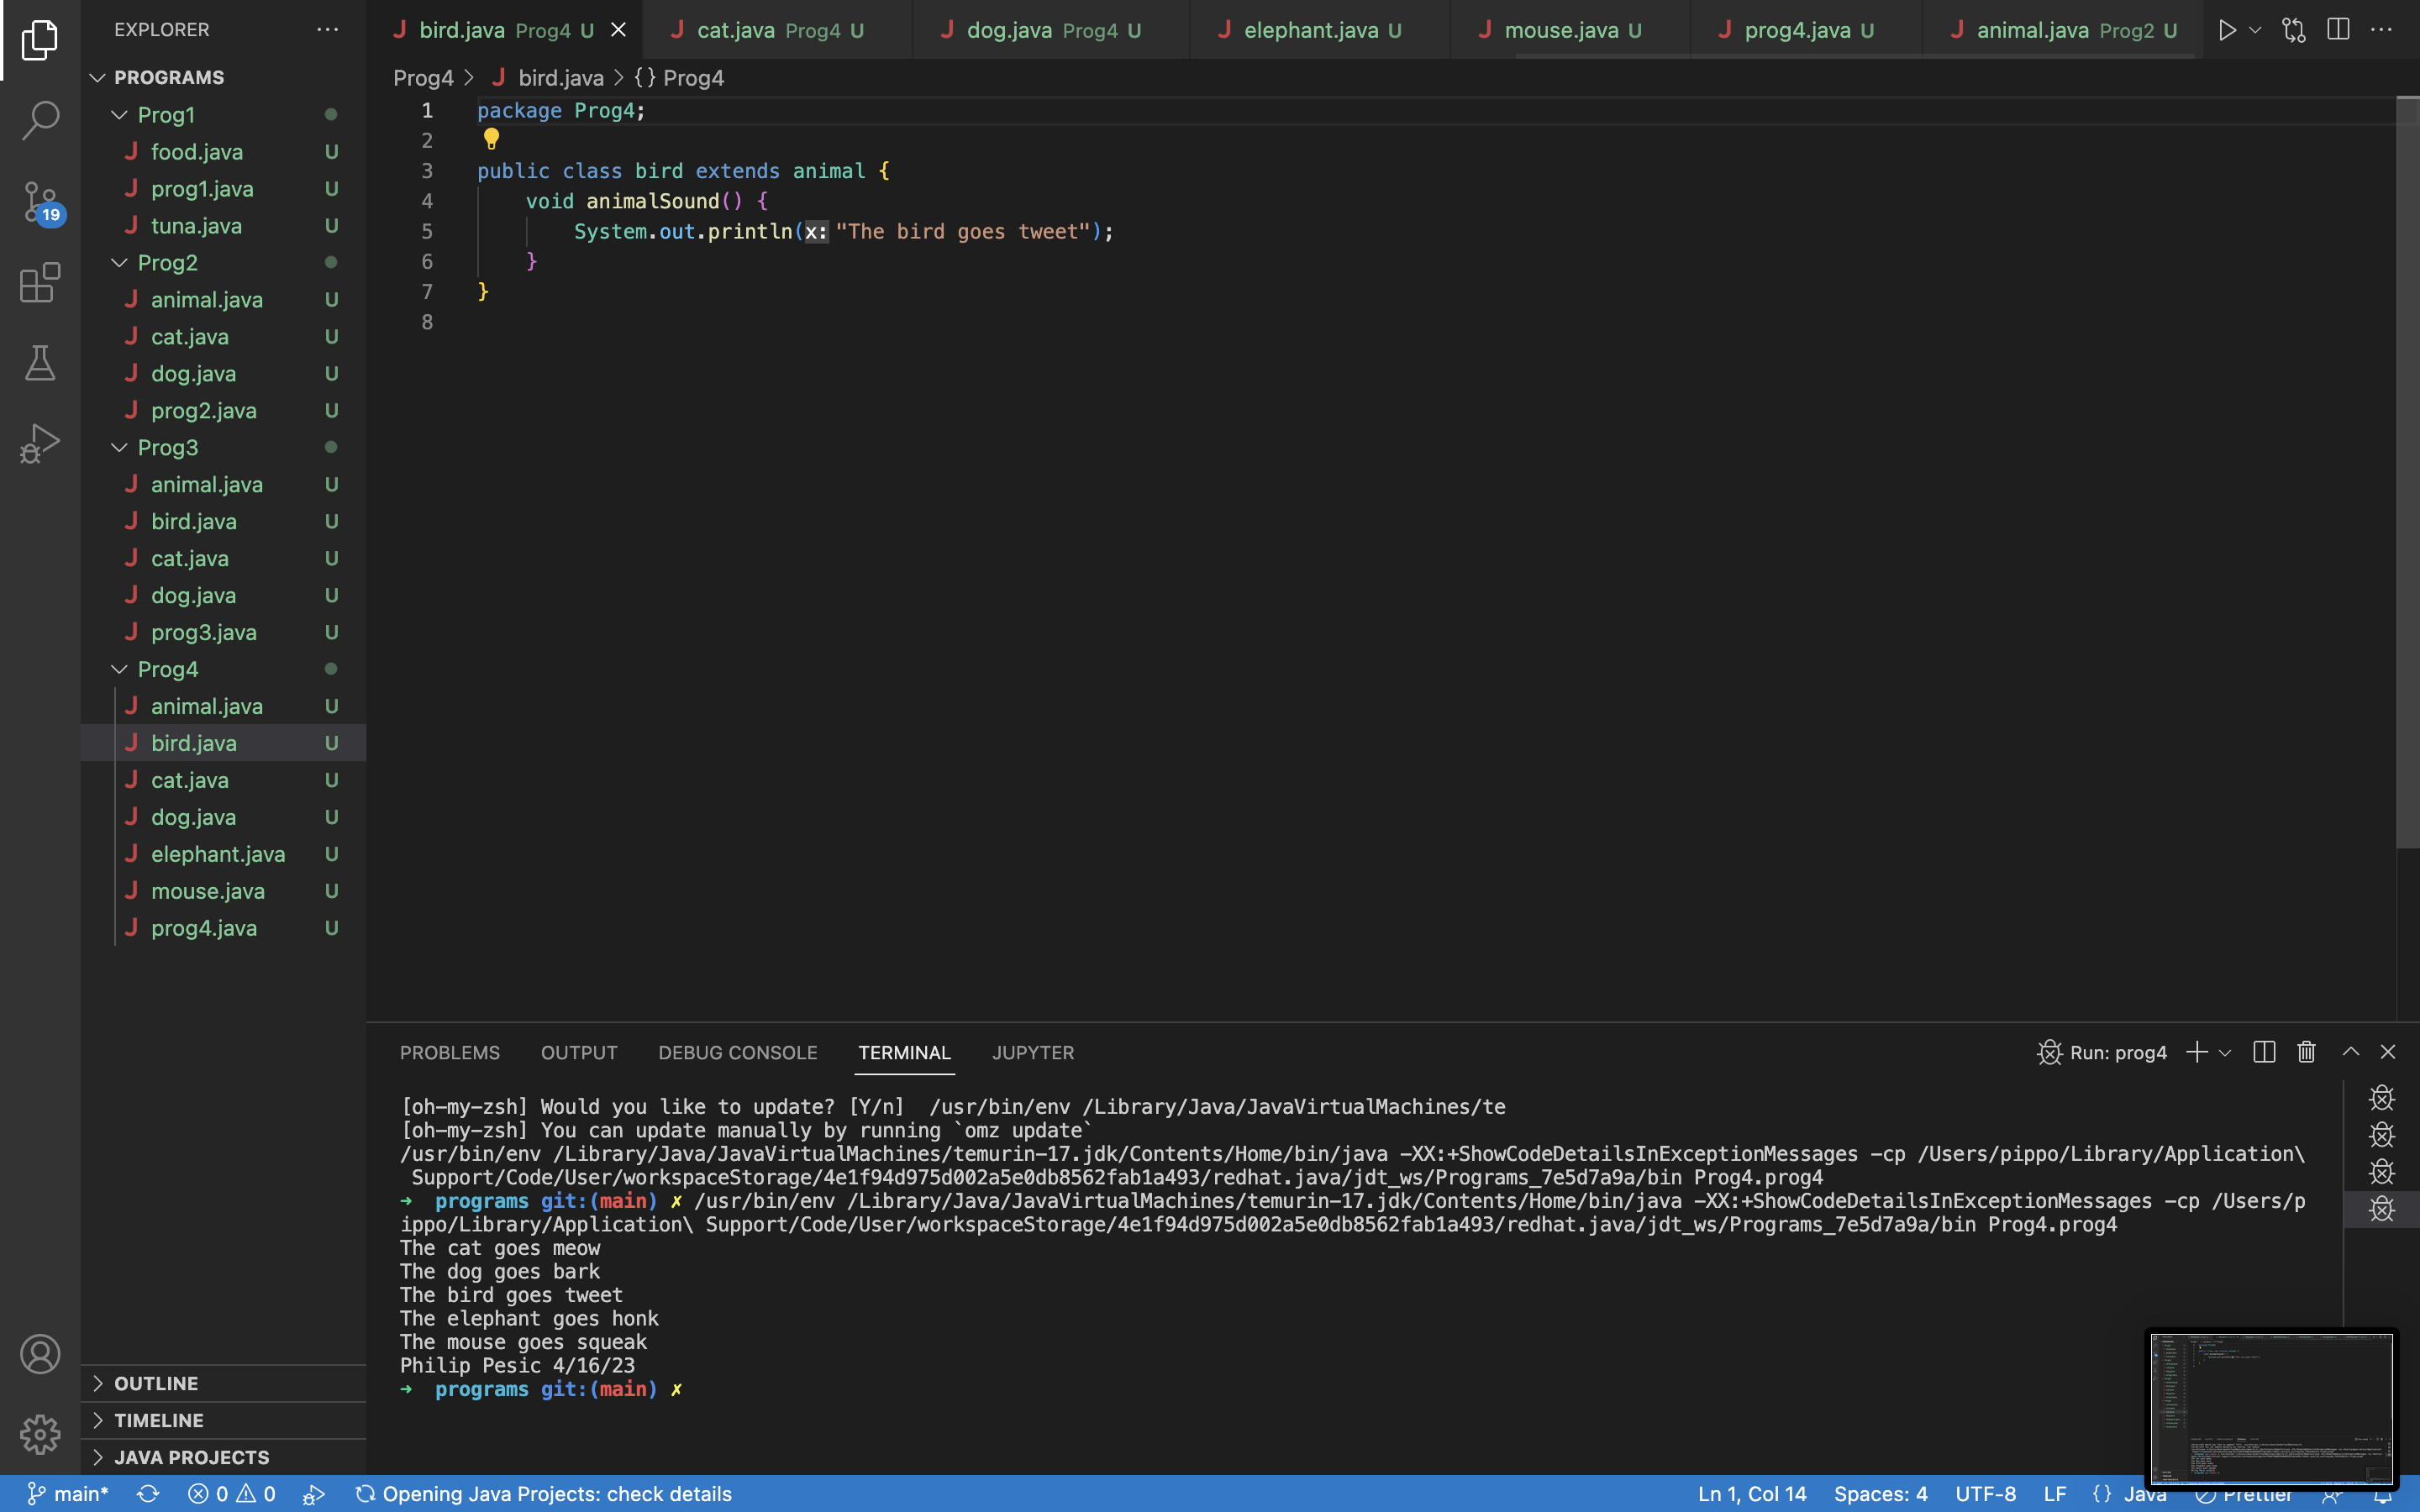 EXPLORER
PROGRAMS
Prog1
food.java U
prog1.java U
tuna.java U
Prog2
animal.java U
cat.java U
dog.java U
prog2.java U
Prog3
animal.java U
bird.java U
cat.java U
dog.java U
prog3.java U
Prog4
animal.java U
bird.java U
cat.java U
dog.java U
elephant.java U
mouse.java U
prog4.java U
OUTLINE
TIMELINE
JAVA PROJECTS
19
J bird.java Prog4 U J cat.java Prog4 U J dog.java Prog4 U J elephant.java U J mouse.java U J prog4.java U J animal.java Prog2 U
Prog4 > J bird.java > {} Prog4
1 package Prog4;
2
3 public class bird extends animal {
4 void animalSound() {
5 System.out.println(x: "The bird goes tweet");
6 }
7 }
8
PROBLEMS OUTPUT DEBUG CONSOLE TERMINAL JUPYTER Run: prog4
[oh-my-zsh] Would you like to update? [Y/n]  /usr/bin/env /Library/Java/JavaVirtualMachines/te
[oh-my-zsh] You can update manually by running `omz update`
/usr/bin/env /Library/Java/JavaVirtualMachines/temurin-17.jdk/Contents/Home/bin/java -XX:+ShowCodeDetailsInExceptionMessages -cp /Users/pippo/Library/Application\
Support/Code/User/workspaceStorage/4e1f94d975d002a5e0db8562fab1a493/redhat.java/jdt_ws/Programs_7e5d7a9a/bin Prog4.prog4
➜ programs git:(main) ✗ /usr/bin/env /Library/Java/JavaVirtualMachines/temurin-17.jdk/Contents/Home/bin/java -XX:+ShowCodeDetailsInExceptionMessages -cp /Users/p
ippo/Library/Application\ Support/Code/User/workspaceStorage/4e1f94d975d002a5e0db8562fab1a493/redhat.java/jdt_ws/Programs_7e5d7a9a/bin Prog4.prog4
The cat goes meow
The dog goes bark
The bird goes tweet
The elephant goes honk
The mouse goes squeak
Philip Pesic 4/16/23
➜ programs git:(main) ✗
main* 0 0 Opening Java Projects: check details Ln 1, Col 14 Spaces: 4 UTF-8 LF {} Java Prettier